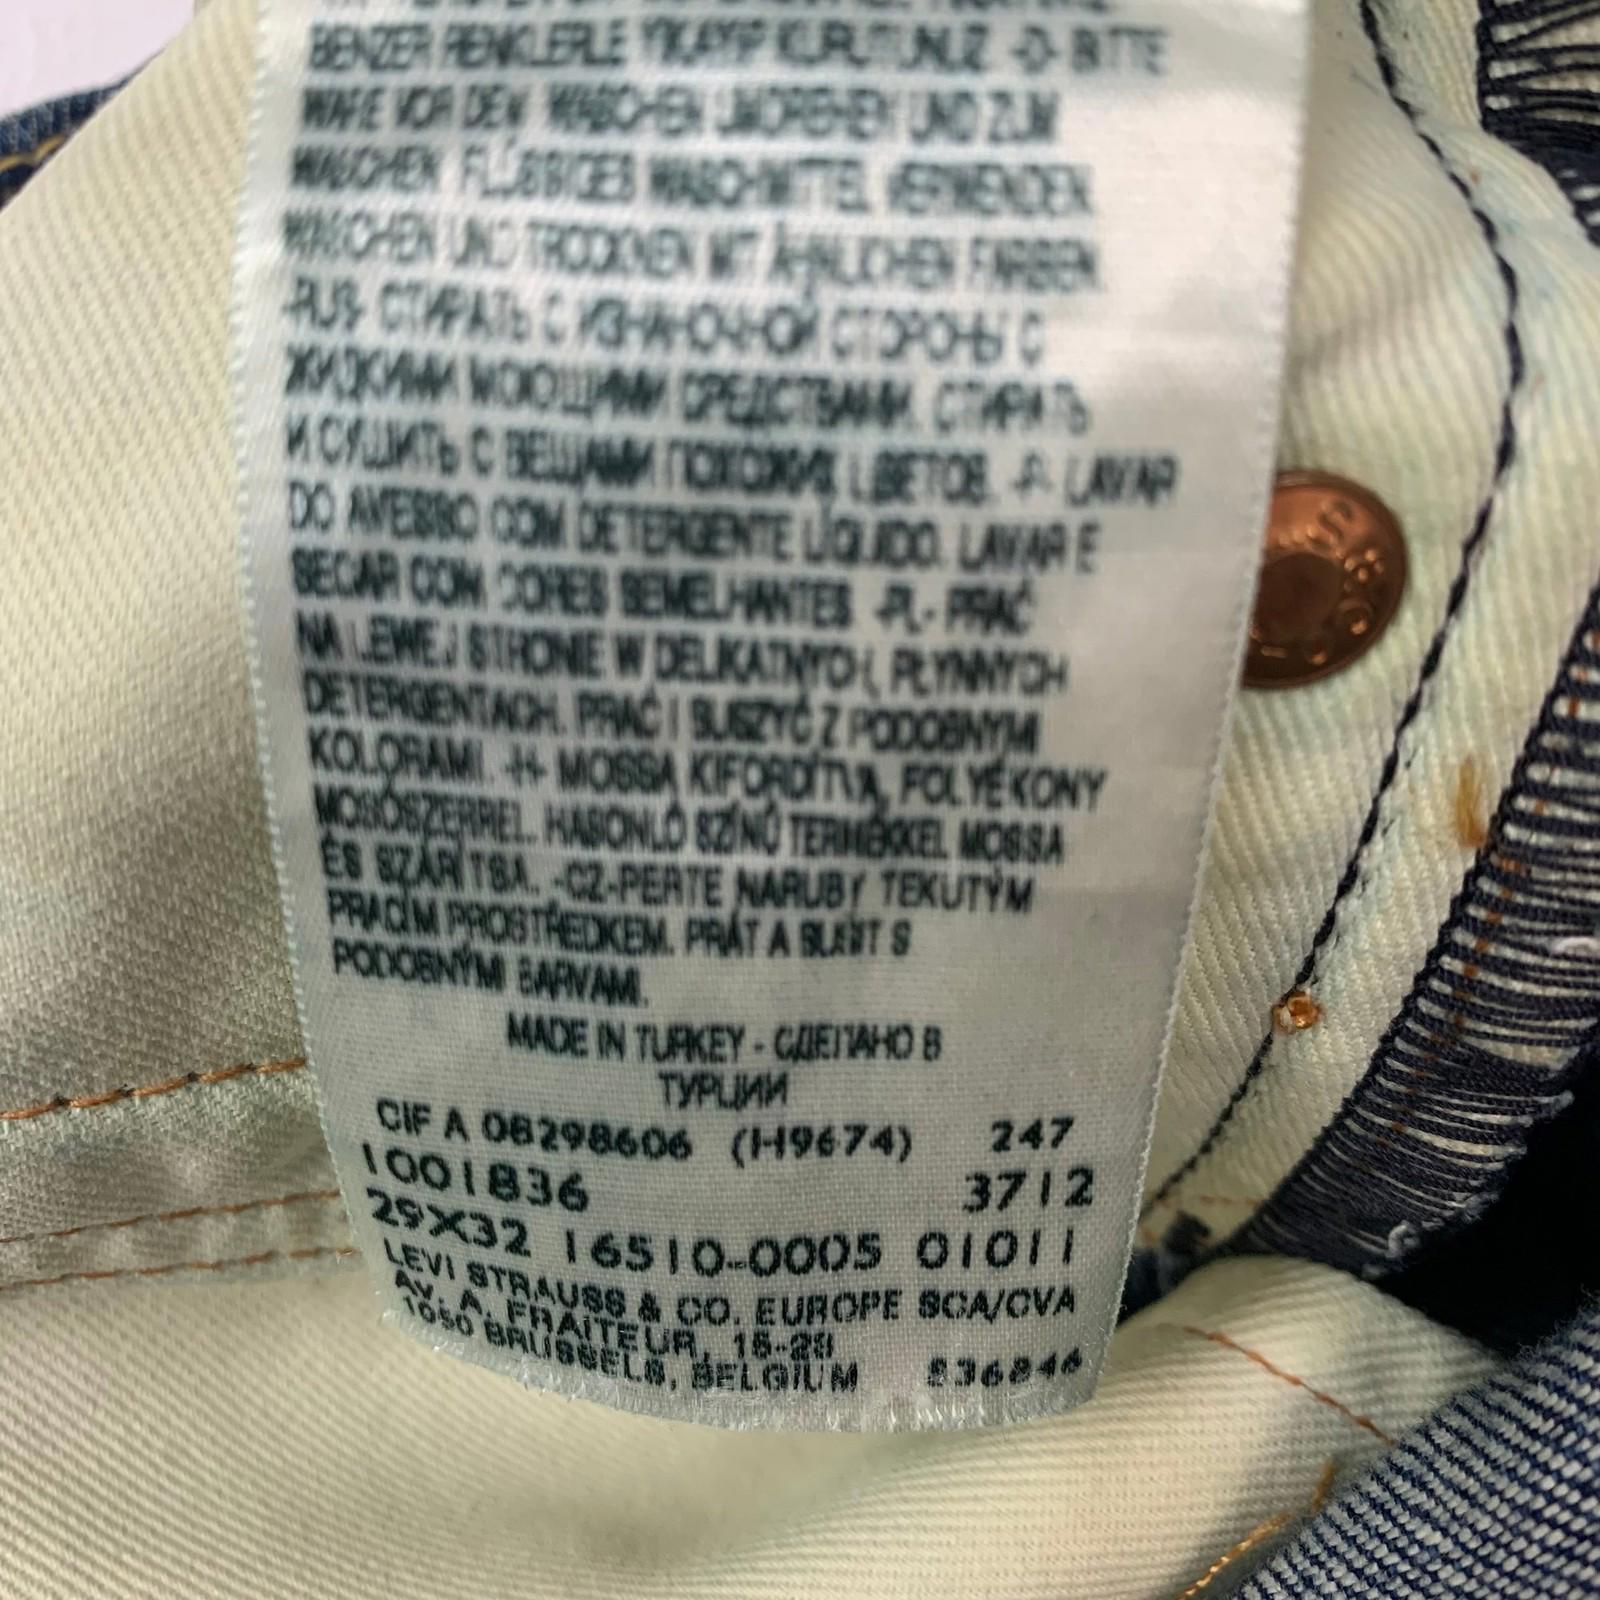 BENZER RENKLERLE YIKAYIP KURUTUNUZ -D- BITTE
WARE VOR DEM WASCHEN UMDREHEN UND ZUM
WASCHEN FLÜSSIGES WASCHMITTEL VERWENDEN.
WASCHEN UND TROCKNEN MIT ÄHNLICHEN FARBEN.
-RUS- СТИРАТЬ С ИЗНАНОЧНОЙ СТОРОНЫ С
ЖИДКИМИ МОЮЩИМИ СРЕДСТВАМИ. СТИРАТЬ
И СУШИТЬ С ВЕЩАМИ ПОХОЖИХ ЦВЕТОВ. -P- LAVAR
DO AVESSO COM DETERGENTE LÍQUIDO. LAVAR E
SECAR COM CORES SEMELHANTES -PL- PRAĆ
NA LEWEJ STRONIE W DELIKATNYCH, PŁYNNYCH
DETERGENTACH. PRAĆ I SUSZYĆ Z PODOBNYMI
KOLORAMI. -H- MOSSA KIFORDÍTVA, FOLYÉKONY
MOSÓSZERREL. HASONLÓ SZÍNŰ TERMÉKKEL MOSSA
ÉS SZÁRÍTSA. -CZ-PERTE NARUBY TEKUTÝM
PRACÍM PROSTŘEDKEM. PRÁT A SUŠIT S
PODOBNÝMI BARVAMI.
MADE IN TURKEY - СДЕЛАНО В
ТУРЦИИ
CIF A 08298606 (H9674) 247
1001836 3712
29X32 16510-0005 01011
LEVI STRAUSS & CO. EUROPE SCA/CVA
AV. A. FRAITEUR, 15-23
1050 BRUSSELS, BELGIUM 836846